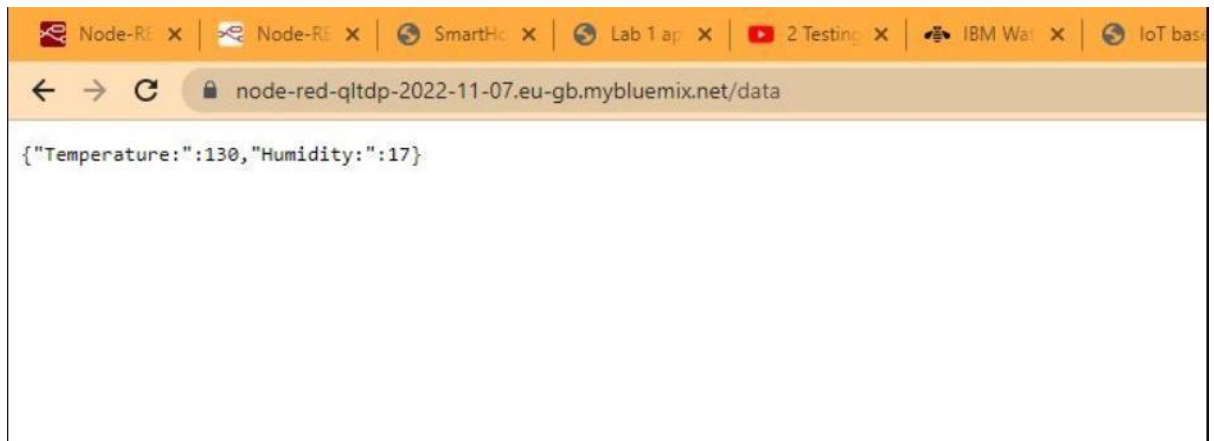 Node-RE
Node-RE
SmartHo
Lab 1 ap
2 Testing
IBM Wat
IoT base
node-red-qltdp-2022-11-07.eu-gb.mybluemix.net/data
{"Temperature:":130,"Humidity:":17}